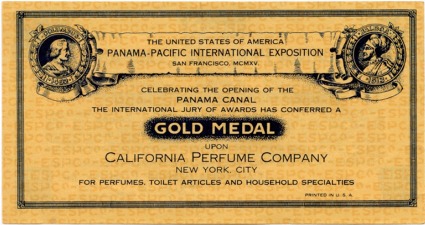 THE UNITED STATES OF AMERICA
PANAMA-PACIFIC INTERNATIONAL EXPOSITION
SAN FRANCISCO, MCMXV.
CELEBRATING THE OPENING OF THE
PANAMA CANAL
THE INTERNATIONAL JURY OF AWARDS HAS CONFERRED A
GOLD MEDAL
UPON
CALIFORNIA PERFUME COMPANY
NEW YORK, CITY
FOR PERFUMES, TOILET ARTICLES AND HOUSEHOLD SPECIALTIES
PRINTED IN U. S. A.